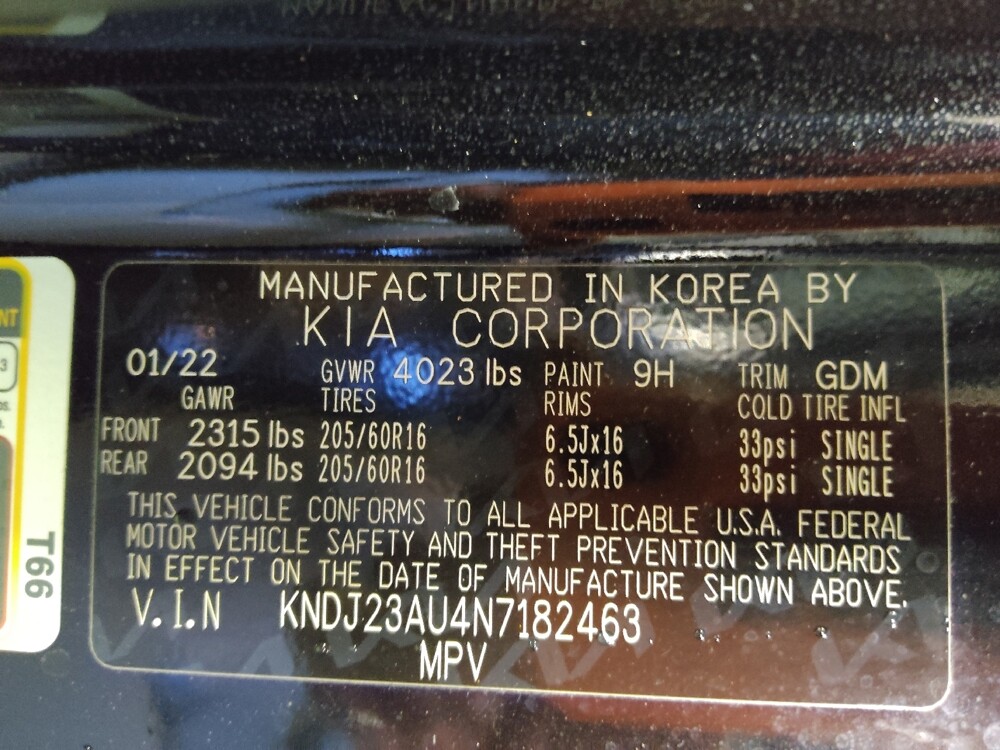 MANUFACTURED IN KOREA BY
KIA CORPORATION
01/22 GVWR 4023 lbs PAINT 9H TRIM GDM
GAWR TIRES RIMS COLD TIRE INFL
FRONT 2315 lbs 205/60R16 6.5Jx16 33psi SINGLE
REAR 2094 lbs 205/60R16 6.5Jx16 33psi SINGLE
THIS VEHICLE CONFORMS TO ALL APPLICABLE U.S.A. FEDERAL
MOTOR VEHICLE SAFETY AND THEFT PREVENTION STANDARDS
IN EFFECT ON THE DATE OF MANUFACTURE SHOWN ABOVE.
V.I.N KNDJ23AU4N7182463
MPV
NT
3
T66